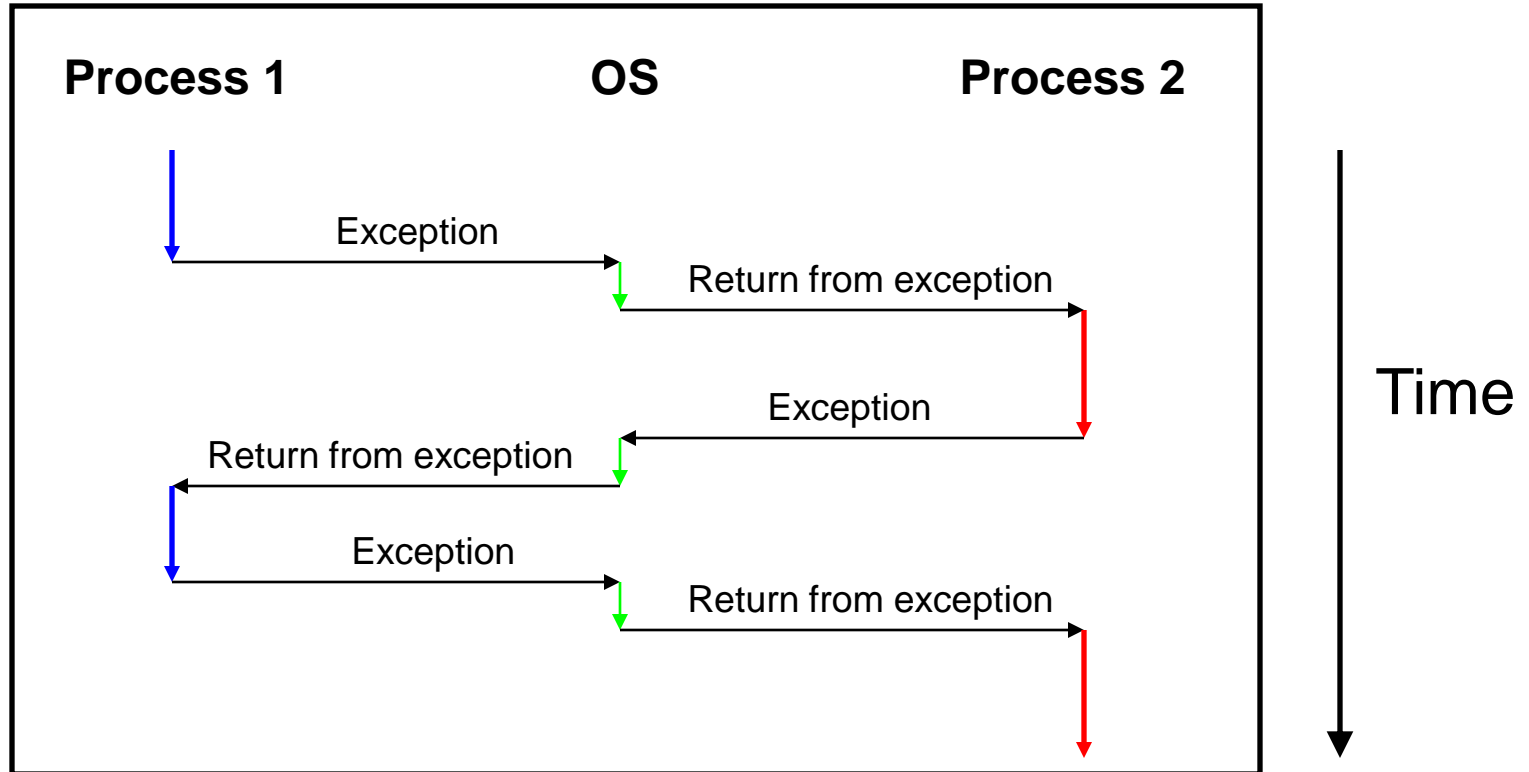 Process 1 OS Process 2
Exception
Return from exception
Exception
Time
Return from exception
Exception
Return from exception